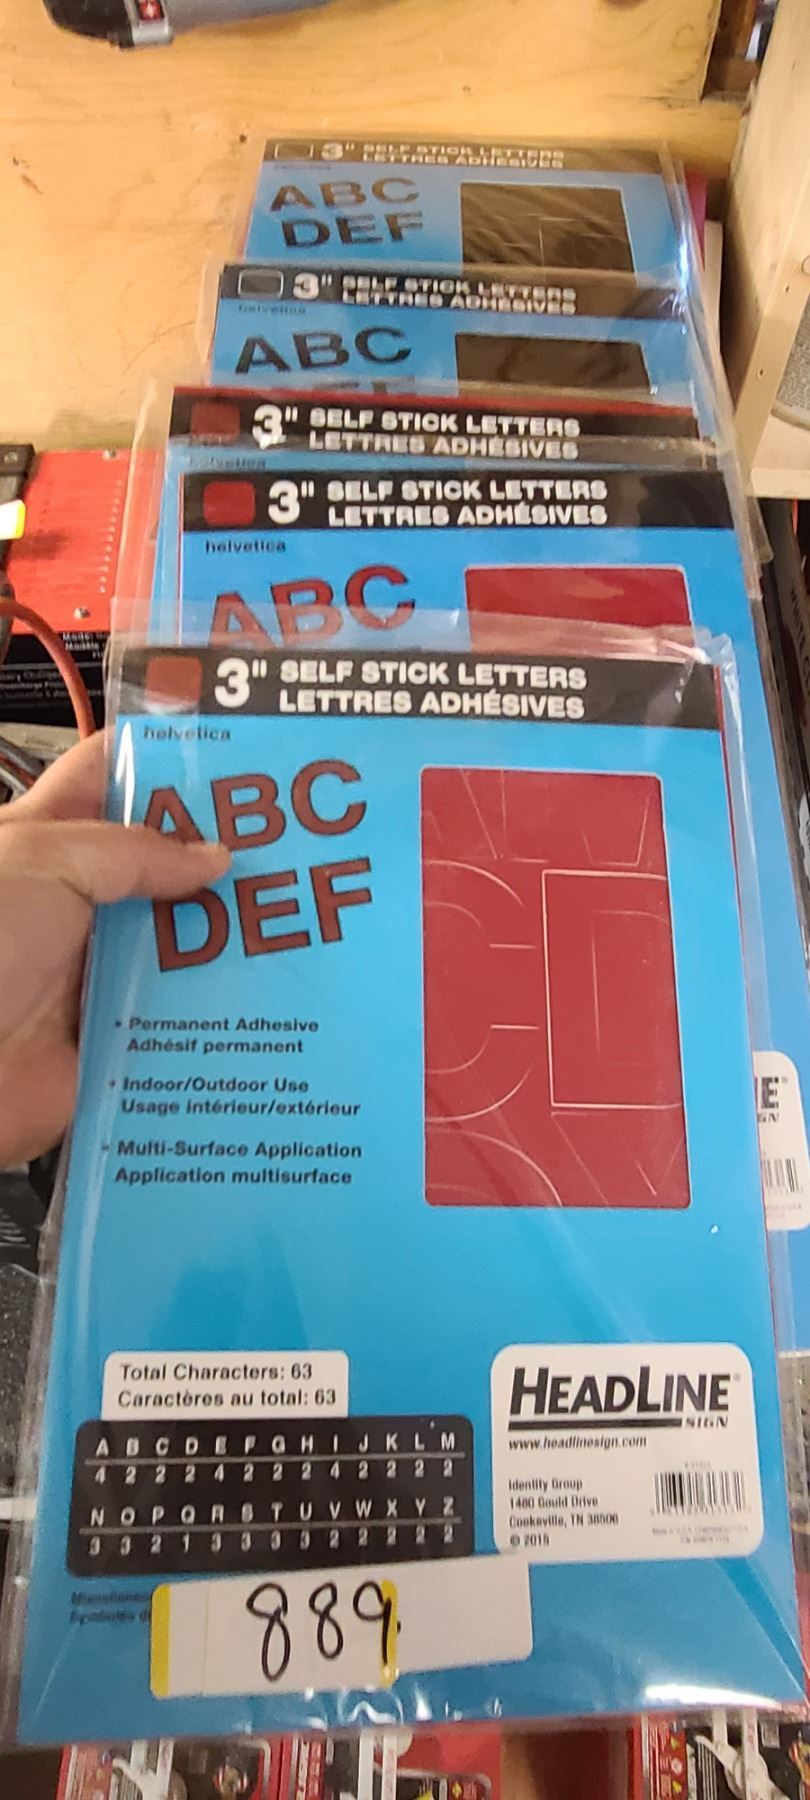 3" SELF STICK LETTERS
LETTRES ADHÉSIVES
ABC
DEF
3" SELF STICK LETTERS
LETTRES ADHÉSIVES
helvetica
ABC
3" SELF STICK LETTERS
LETTRES ADHÉSIVES
helvetica
3" SELF STICK LETTERS
LETTRES ADHÉSIVES
helvetica
ABC
3" SELF STICK LETTERS
LETTRES ADHÉSIVES
helvetica
ABC
DEF
• Permanent Adhesive
Adhésif permanent
• Indoor/Outdoor Use
Usage intérieur/extérieur
• Multi-Surface Application
Application multisurface
Total Characters: 63
Caractères au total: 63
A B C D E F G H I J K L M
4 2 2 2 4 2 2 2 4 2 2 2 2
N O P Q R S T U V W X Y Z
3 3 2 1 3 3 3 3 2 2 2 2 2
HEADLINE
SIGN
www.headlinesign.com
Identity Group
1480 Gould Drive
Cookeville, TN 38506
© 2015
889